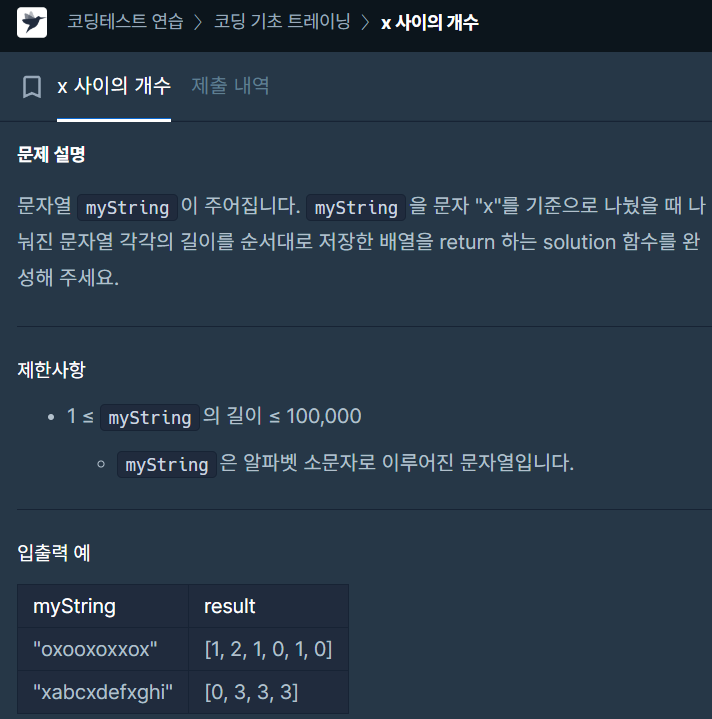 코딩테스트 연습 > 코딩 기초 트레이닝 > x 사이의 개수
x 사이의 개수 제출 내역
문제 설명
문자열 myString 이 주어집니다. myString 을 문자 "x"를 기준으로 나눴을 때 나
눠진 문자열 각각의 길이를 순서대로 저장한 배열을 return 하는 solution 함수를 완
성해 주세요.
제한사항
• 1 ≤ myString 의 길이 ≤ 100,000
◦ myString 은 알파벳 소문자로 이루어진 문자열입니다.
입출력 예
myString result
"oxooxoxxox" [1, 2, 1, 0, 1, 0]
"xabcxdefxghi" [0, 3, 3, 3]